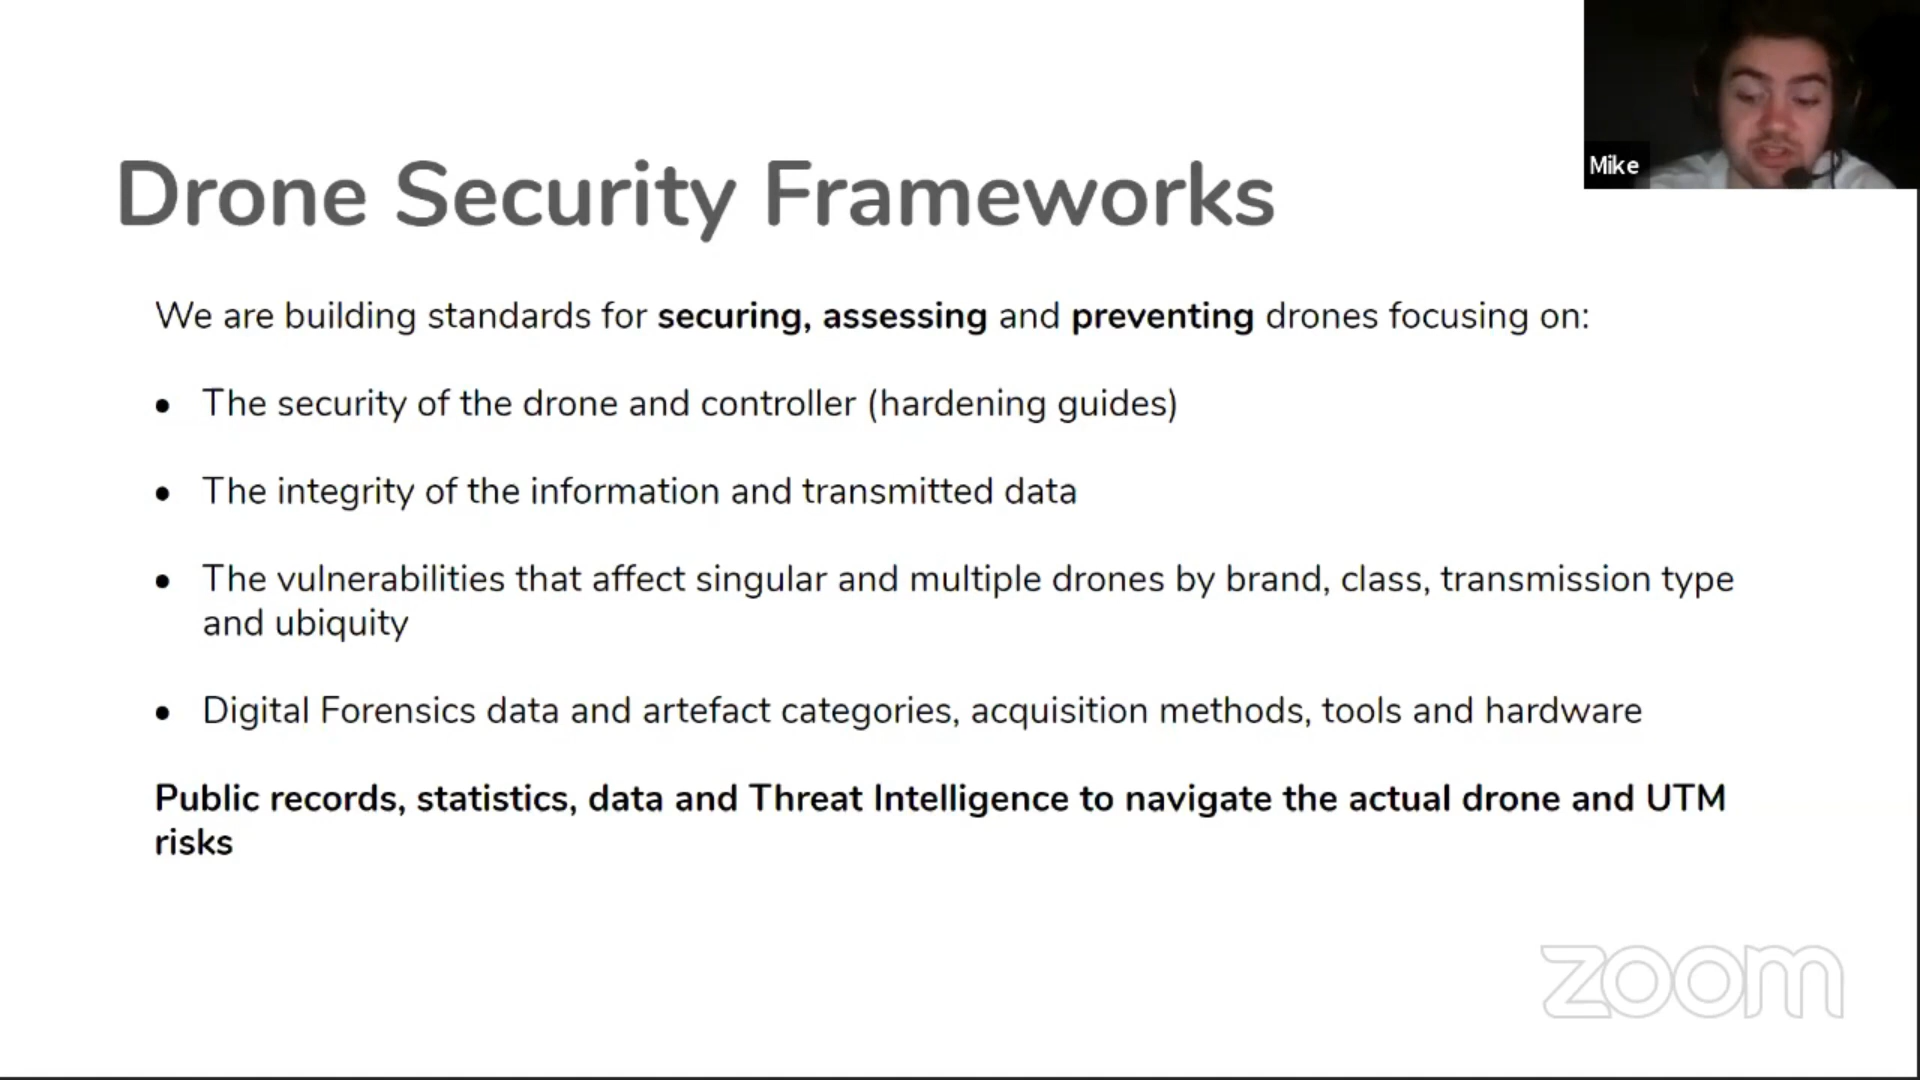 Mike
Drone Security Frameworks
We are building standards for securing, assessing and preventing drones focusing on:
• The security of the drone and controller (hardening guides)
• The integrity of the information and transmitted data
• The vulnerabilities that affect singular and multiple drones by brand, class, transmission type
and ubiquity
• Digital Forensics data and artefact categories, acquisition methods, tools and hardware
Public records, statistics, data and Threat Intelligence to navigate the actual drone and UTM
risks
zoom